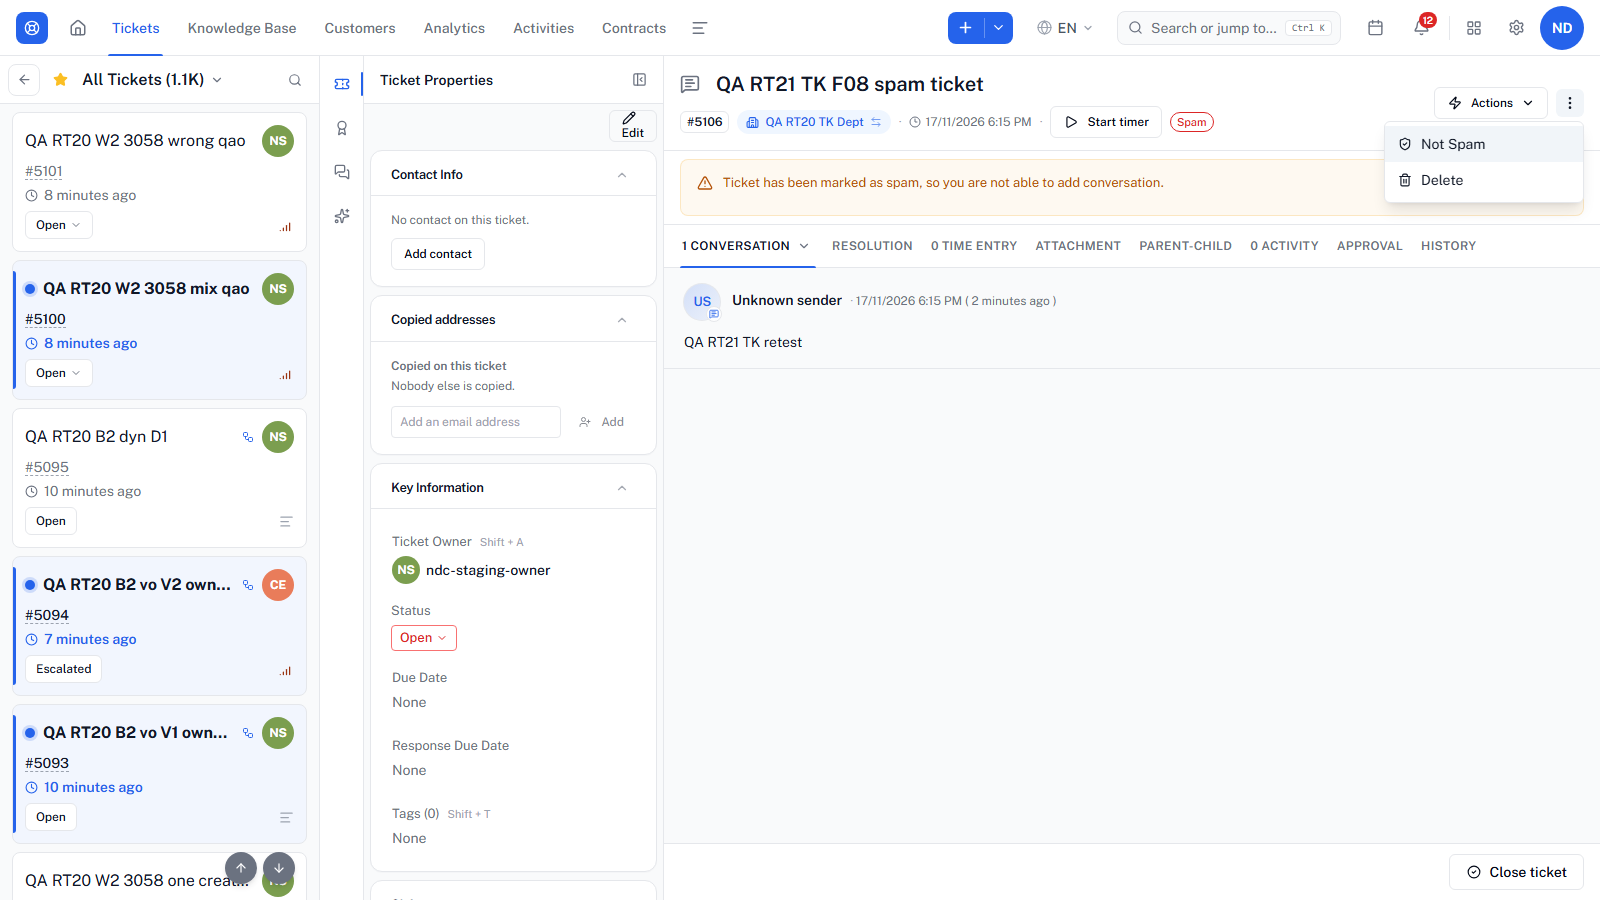 Tickets
Knowledge Base
Customers
Analytics
Activities
Contracts
EN
Search or jump to...
Ctrl K
12
ND
All Tickets (1.1K)
QA RT20 W2 3058 wrong qao
NS
#5101
8 minutes ago
Open
QA RT20 W2 3058 mix qao
NS
#5100
8 minutes ago
Open
QA RT20 B2 dyn D1
NS
#5095
10 minutes ago
Open
QA RT20 B2 vo V2 own...
CE
#5094
7 minutes ago
Escalated
QA RT20 B2 vo V1 own...
NS
#5093
10 minutes ago
Open
QA RT20 W2 3058 one creat...
Ticket Properties
Edit
Contact Info
No contact on this ticket.
Add contact
Copied addresses
Copied on this ticket
Nobody else is copied.
Add an email address
Add
Key Information
Ticket Owner Shift + A
NS ndc-staging-owner
Status
Open
Due Date
None
Response Due Date
None
Tags (0) Shift + T
None
QA RT21 TK F08 spam ticket
#5106
QA RT20 TK Dept
· 17/11/2026 6:15 PM ·
Start timer
Spam
Actions
Not Spam
Delete
Ticket has been marked as spam, so you are not able to add conversation.
1 CONVERSATION
RESOLUTION
0 TIME ENTRY
ATTACHMENT
PARENT-CHILD
0 ACTIVITY
APPROVAL
HISTORY
US
Unknown sender · 17/11/2026 6:15 PM ( 2 minutes ago )
QA RT21 TK retest
Close ticket